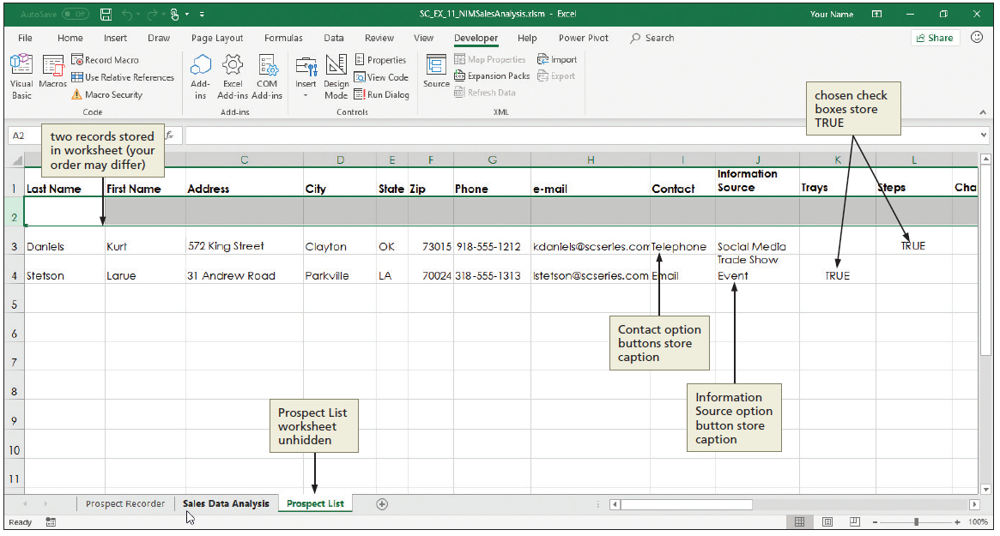 AutoSave Off SC_EX_11_NIMSalesAnalysis.xlsm - Excel Your Name
File Home Insert Draw Page Layout Formulas Data Review View Developer Help Power Pivot Search Share
Visual Basic
Macros
Record Macro
Use Relative References
Macro Security
Code
Add-ins
Excel Add-ins
COM Add-ins
Add-ins
Insert
Design Mode
Properties
View Code
Run Dialog
Controls
Source
Map Properties
Expansion Packs
Refresh Data
Import
Export
XML
chosen check
boxes store
TRUE
A2 fx
two records stored
in worksheet (your
order may differ)
C D E F G H I J K L
1 Last Name First Name Address City State Zip Phone e-mail Contact Information Source Trays Steps Cha
2
3 Daniels Kurt 572 King Street Clayton OK 73015 918-555-1212 kdaniels@scseries.com Telephone Social Media TRUE
4 Stetson Larue 31 Andrew Road Parkville LA 70024 318-555-1313 lstetson@scseries.com Email Trade Show Event TRUE
5
6
7
8
9
10
11
Contact option
buttons store
caption
Information
Source option
button store
caption
Prospect List
worksheet
unhidden
Prospect Recorder Sales Data Analysis Prospect List
Ready 100%